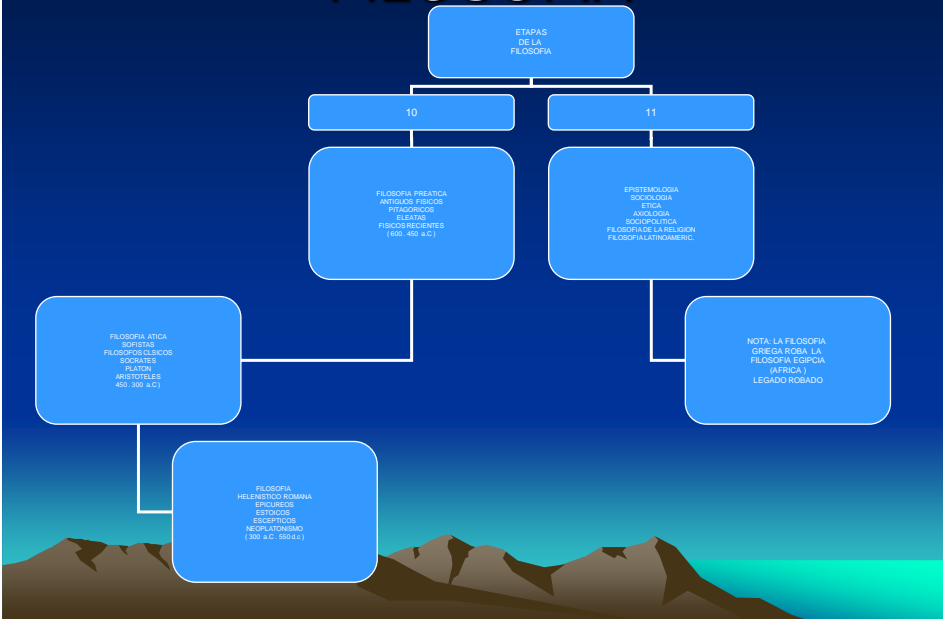 ETAPAS
DE LA
FILOSOFIA
10
11
FILOSOFIA PREATICA
ANTIGUOS FISICOS
PITAGORICOS
ELEATAS
FISICOS RECIENTES
( 600 . 450 a.C )
EPISTEMOLOGIA
SOCIOLOGIA
ETICA
AXIOLOGIA
SOCIOPOLITICA
FILOSOFIA DE LA RELIGION
FILOSOFIA LATINOAMERIC.
FILOSOFIA ATICA
SOFISTAS
FILOSOFOS CLSICOS
SOCRATES
PLATON
ARISTOTELES
450 . 300 a.C )
NOTA: LA FILOSOFIA
GRIEGA ROBA LA
FILOSOFIA EGIPCIA
(AFRICA )
LEGADO ROBADO
FILOSOFIA
HELENISTICO ROMANA
EPICUREOS
ESTOICOS
ESCEPTICOS
NEOPLATONISMO
( 300 a.C . 550 d.c )